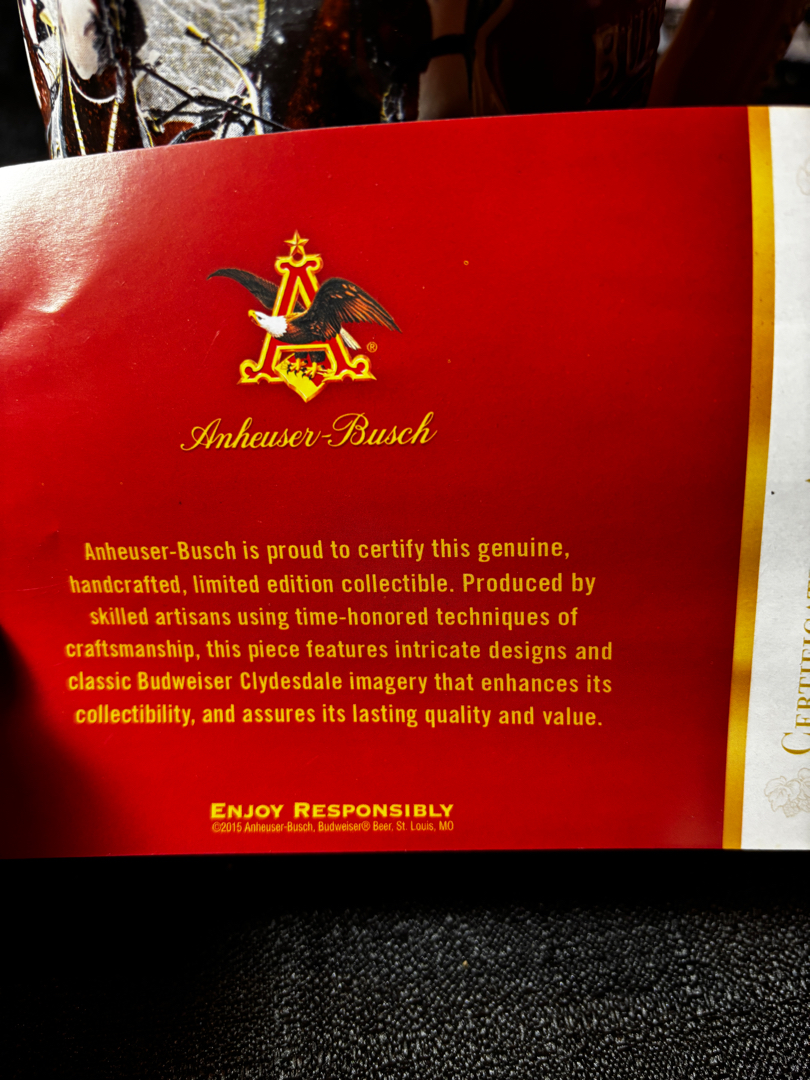 BU
A
®
Anheuser-Busch
Anheuser-Busch is proud to certify this genuine,
handcrafted, limited edition collectible. Produced by
skilled artisans using time-honored techniques of
craftsmanship, this piece features intricate designs and
classic Budweiser Clydesdale imagery that enhances its
collectibility, and assures its lasting quality and value.
ENJOY RESPONSIBLY
©2015 Anheuser-Busch, Budweiser® Beer, St. Louis, MO